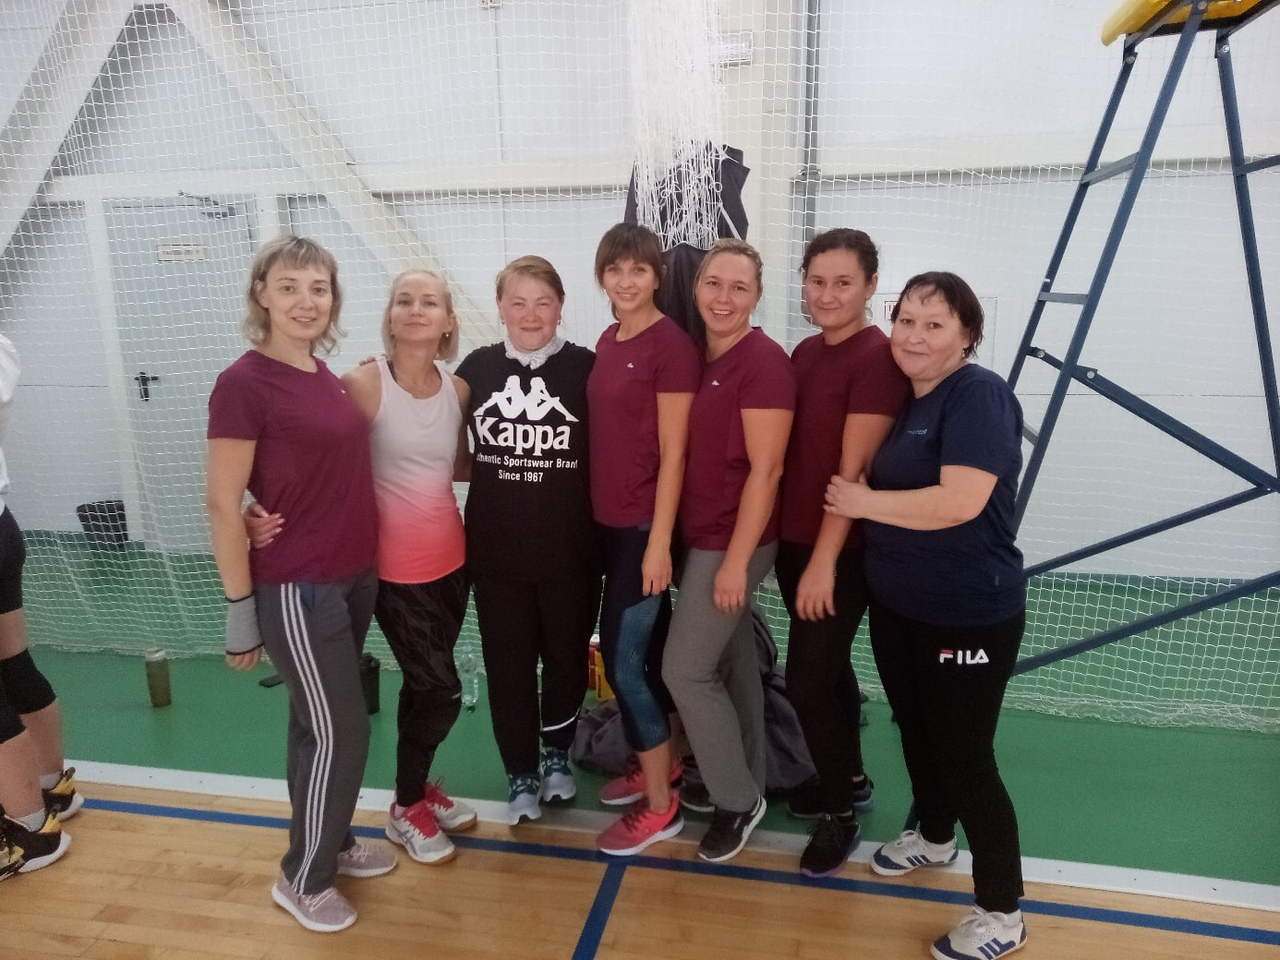 Kappa
Authentic Sportswear Brand
Since 1967
FILA